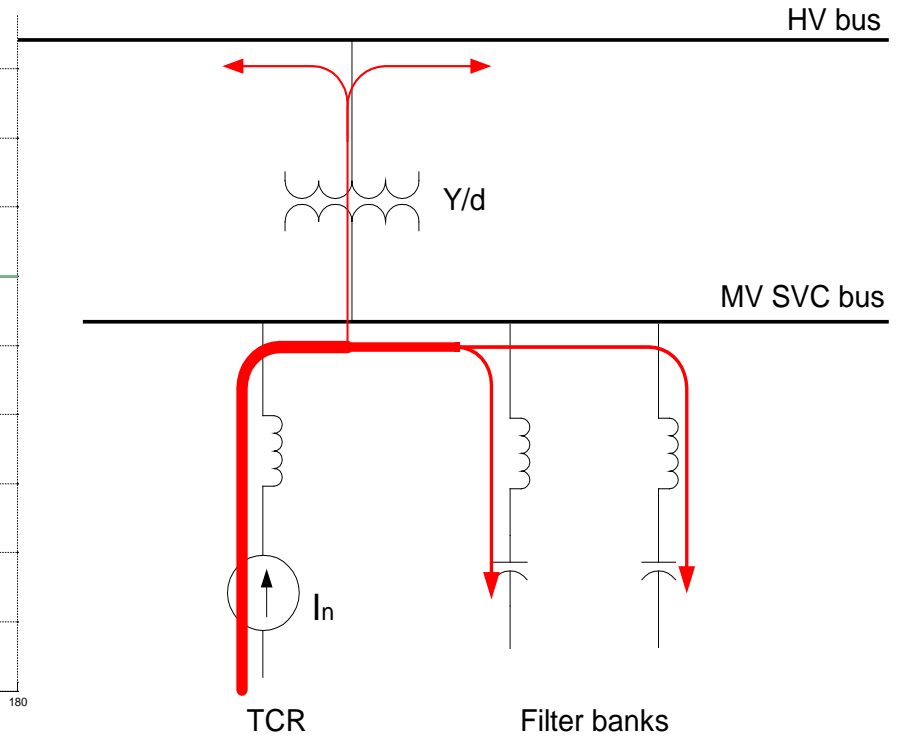 HV bus
Y/d
MV SVC bus
In
180
TCR
Filter banks